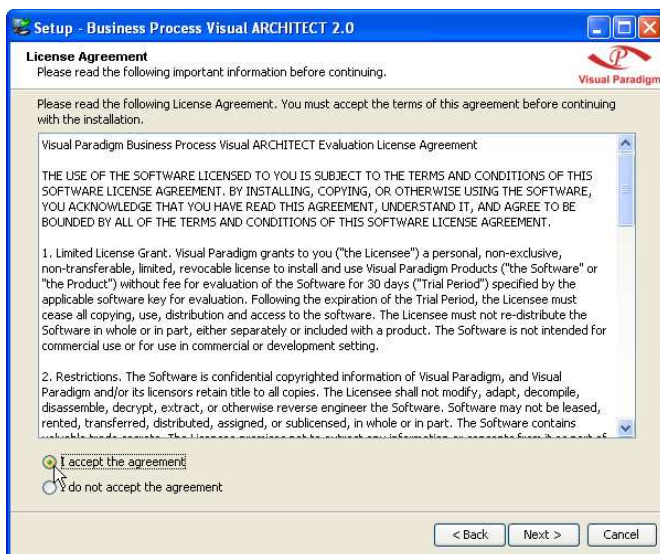 Setup - Business Process Visual ARCHITECT 2.0
License Agreement
Please read the following important information before continuing.
Visual Paradigm
Please read the following License Agreement. You must accept the terms of this agreement before continuing
with the installation.
Visual Paradigm Business Process Visual ARCHITECT Evaluation License Agreement
THE USE OF THE SOFTWARE LICENSED TO YOU IS SUBJECT TO THE TERMS AND CONDITIONS OF THIS
SOFTWARE LICENSE AGREEMENT. BY INSTALLING, COPYING, OR OTHERWISE USING THE SOFTWARE,
YOU ACKNOWLEDGE THAT YOU HAVE READ THIS AGREEMENT, UNDERSTAND IT, AND AGREE TO BE
BOUNDED BY ALL OF THE TERMS AND CONDITIONS OF THIS SOFTWARE LICENSE AGREEMENT.
1. Limited License Grant. Visual Paradigm grants to you ("the Licensee") a personal, non-exclusive,
non-transferable, limited, revocable license to install and use Visual Paradigm Products ("the Software" or
"the Product") without fee for evaluation of the Software for 30 days ("Trial Period") specified by the
applicable software key for evaluation. Following the expiration of the Trial Period, the Licensee must
cease all copying, use, distribution and access to the software. The Licensee must not re-distribute the
Software in whole or in part, either separately or included with a product. The Software is not intended for
commercial use or for use in commercial or development setting.
2. Restrictions. The Software is confidential copyrighted information of Visual Paradigm, and Visual
Paradigm and/or its licensors retain title to all copies. The Licensee shall not modify, adapt, decompile,
disassemble, decrypt, extract, or otherwise reverse engineer the Software. Software may not be leased,
rented, transferred, distributed, assigned, or sublicensed, in whole or in part. The Software contains
I accept the agreement
I do not accept the agreement
< Back
Next >
Cancel